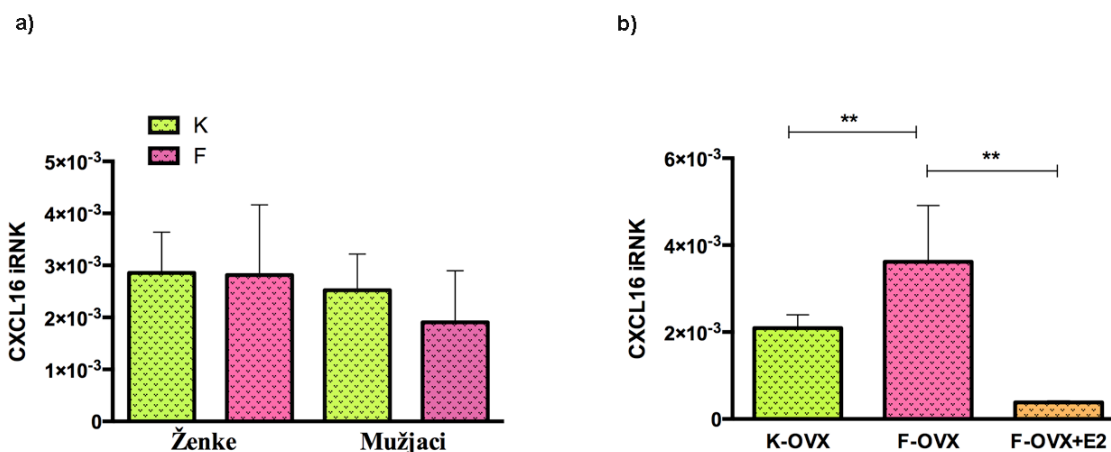 a)
K
F
5×10⁻³
4×10⁻³
3×10⁻³
2×10⁻³
1×10⁻³
0
CXCL16 iRNK
Ženke Mužjaci
b)
**
**
6×10⁻³
4×10⁻³
2×10⁻³
0
CXCL16 iRNK
K-OVX F-OVX F-OVX+E2